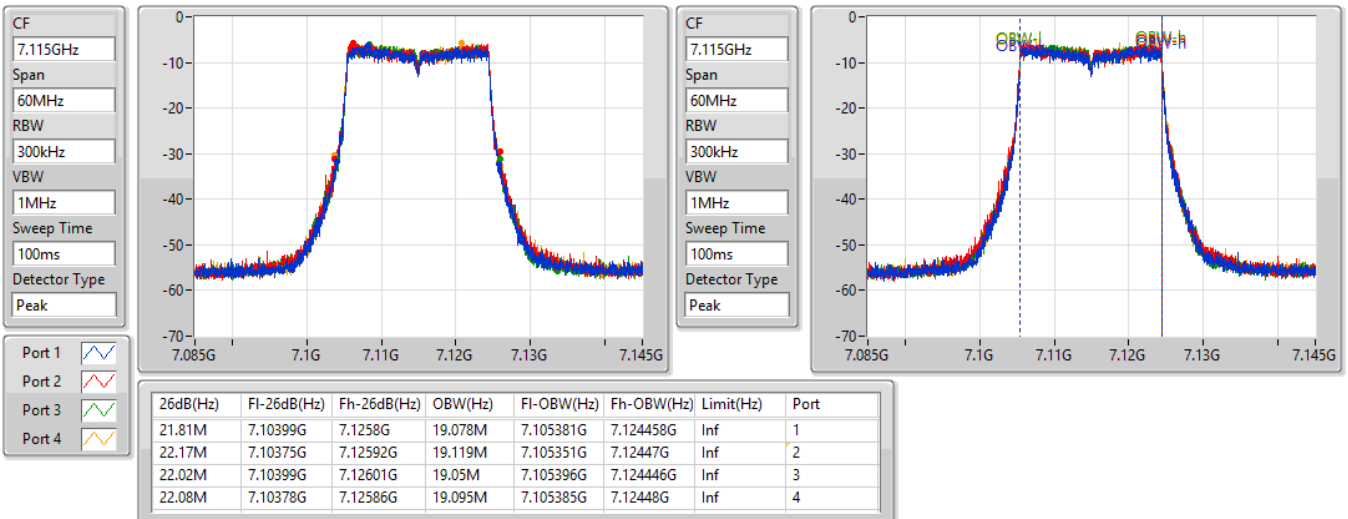 CF
7.115GHz
Span
60MHz
RBW
300kHz
VBW
1MHz
Sweep Time
100ms
Detector Type
Peak
0
-10
-20
-30
-40
-50
-60
-70
7.085G 7.1G 7.11G 7.12G 7.13G 7.145G
CF
7.115GHz
Span
60MHz
RBW
300kHz
VBW
1MHz
Sweep Time
100ms
Detector Type
Peak
0
-10
-20
-30
-40
-50
-60
-70
OBW-l OBW-h
7.085G 7.1G 7.11G 7.12G 7.13G 7.145G
Port 1
Port 2
Port 3
Port 4
26dB(Hz) Fl-26dB(Hz) Fh-26dB(Hz) OBW(Hz) Fl-OBW(Hz) Fh-OBW(Hz) Limit(Hz) Port
21.81M 7.10399G 7.1258G 19.078M 7.105381G 7.124458G Inf 1
22.17M 7.10375G 7.12592G 19.119M 7.105351G 7.12447G Inf 2
22.02M 7.10399G 7.12601G 19.05M 7.105396G 7.124446G Inf 3
22.08M 7.10378G 7.12586G 19.095M 7.105385G 7.12448G Inf 4